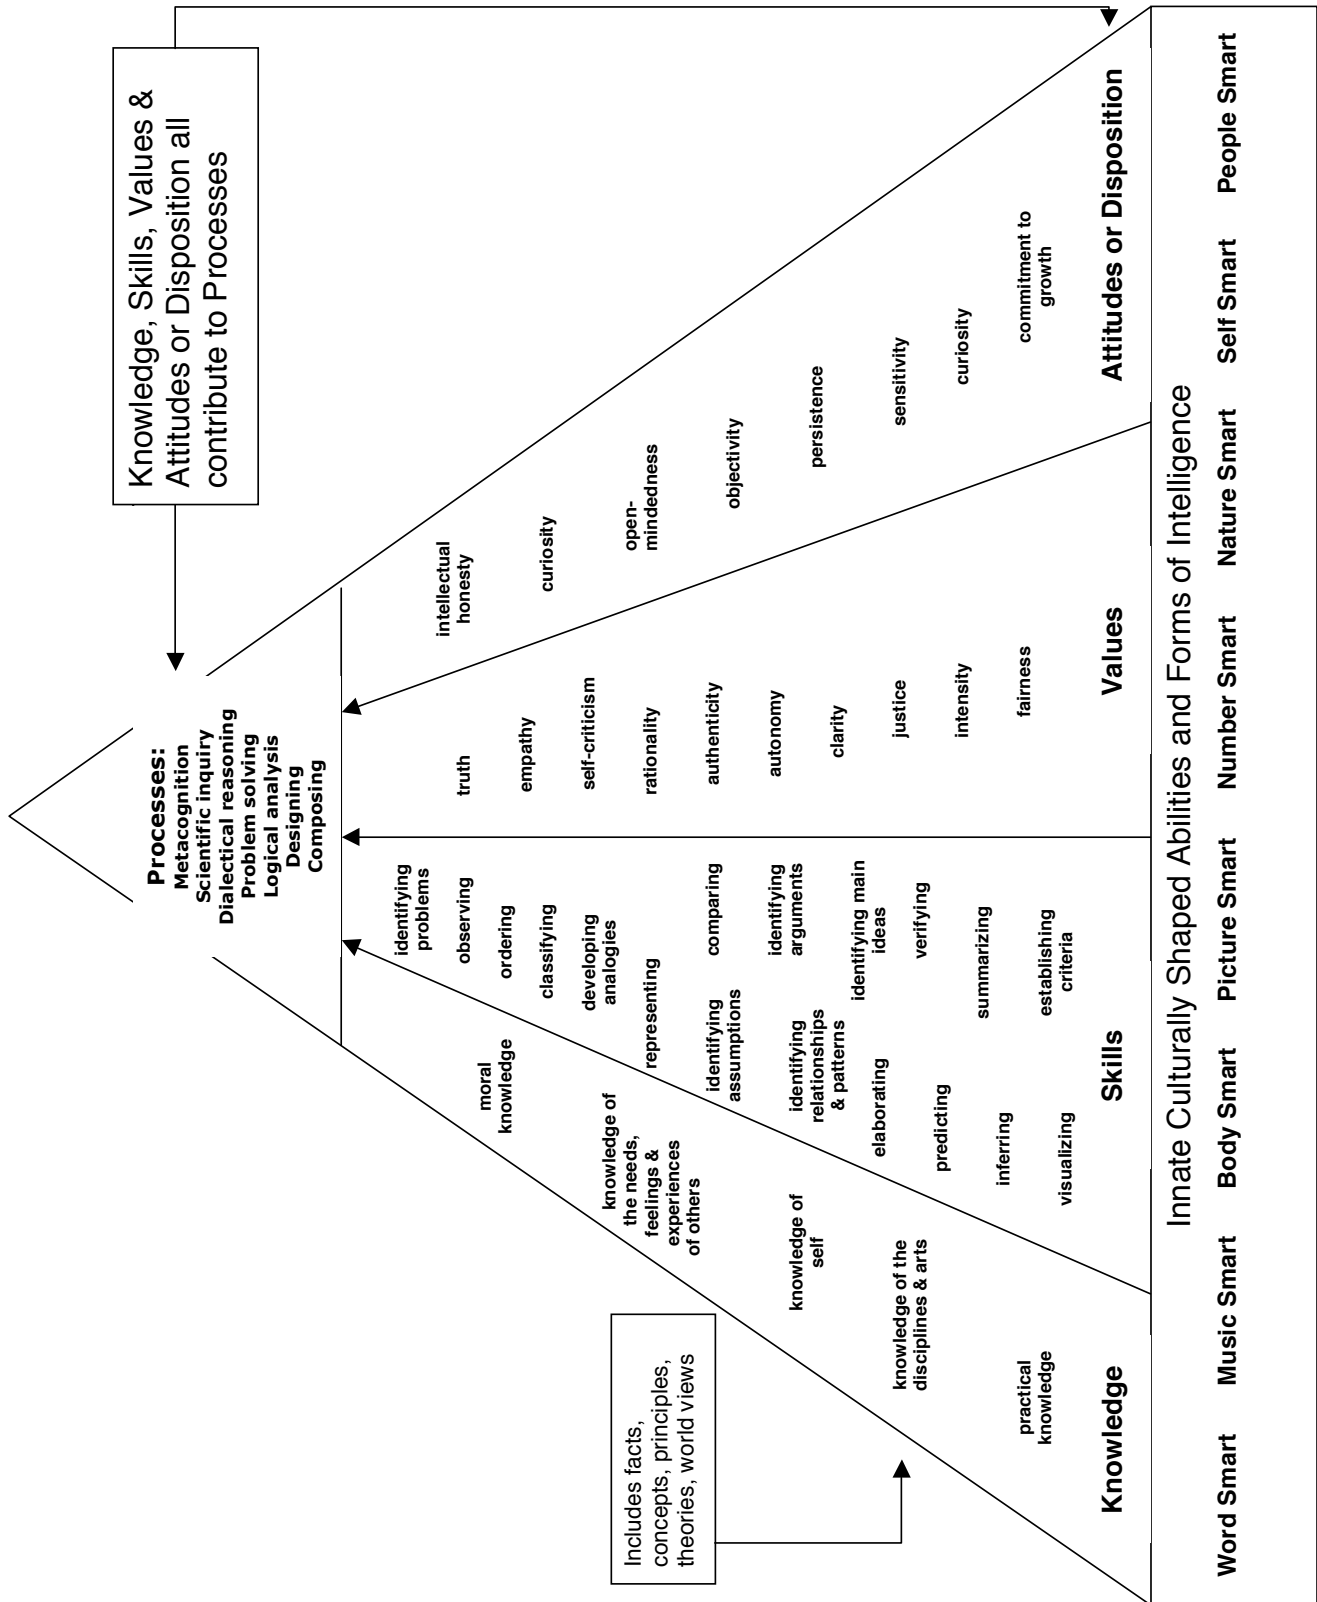 Knowledge, Skills, Values &
Attitudes or Disposition all
contribute to Processes
Processes:
Metacognition
Scientific inquiry
Dialectical reasoning
Problem solving
Logical analysis
Designing
Composing
Includes facts,
concepts, principles,
theories, world views
moral
knowledge
knowledge of
the needs,
feelings &
experiences
of others
knowledge of
self
knowledge of the
disciplines & arts
practical
knowledge
Knowledge
identifying
problems
observing
ordering
classifying
developing
analogies
representing
comparing
identifying
assumptions
identifying
arguments
identifying
relationships
& patterns
identifying main
ideas
elaborating
verifying
predicting
summarizing
inferring
establishing
criteria
visualizing
Skills
truth
empathy
self-criticism
rationality
authenticity
autonomy
clarity
justice
intensity
fairness
Values
intellectual
honesty
curiosity
open-
mindedness
objectivity
persistence
sensitivity
curiosity
commitment to
growth
Attitudes or Disposition
Innate Culturally Shaped Abilities and Forms of Intelligence
Word Smart Music Smart Body Smart Picture Smart Number Smart Nature Smart Self Smart People Smart